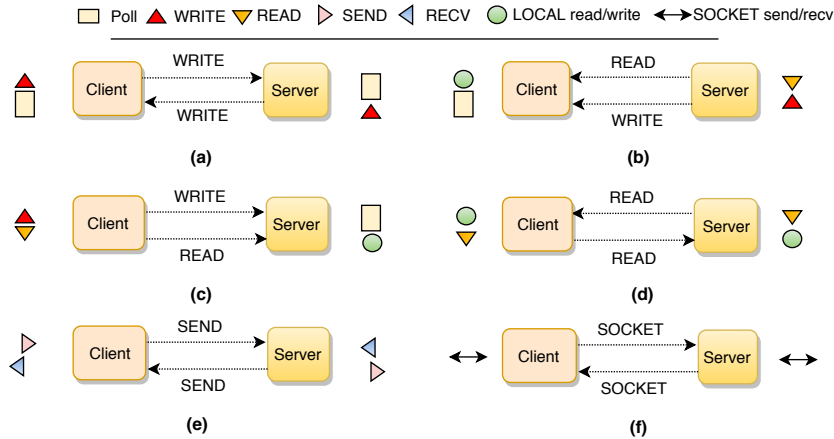 Poll WRITE READ SEND RECV LOCAL read/write SOCKET send/recv
WRITE
Client Server
WRITE
(a)
READ
Client Server
WRITE
(b)
WRITE
Client Server
READ
(c)
READ
Client Server
READ
(d)
SEND
Client Server
SEND
(e)
SOCKET
Client Server
SOCKET
(f)